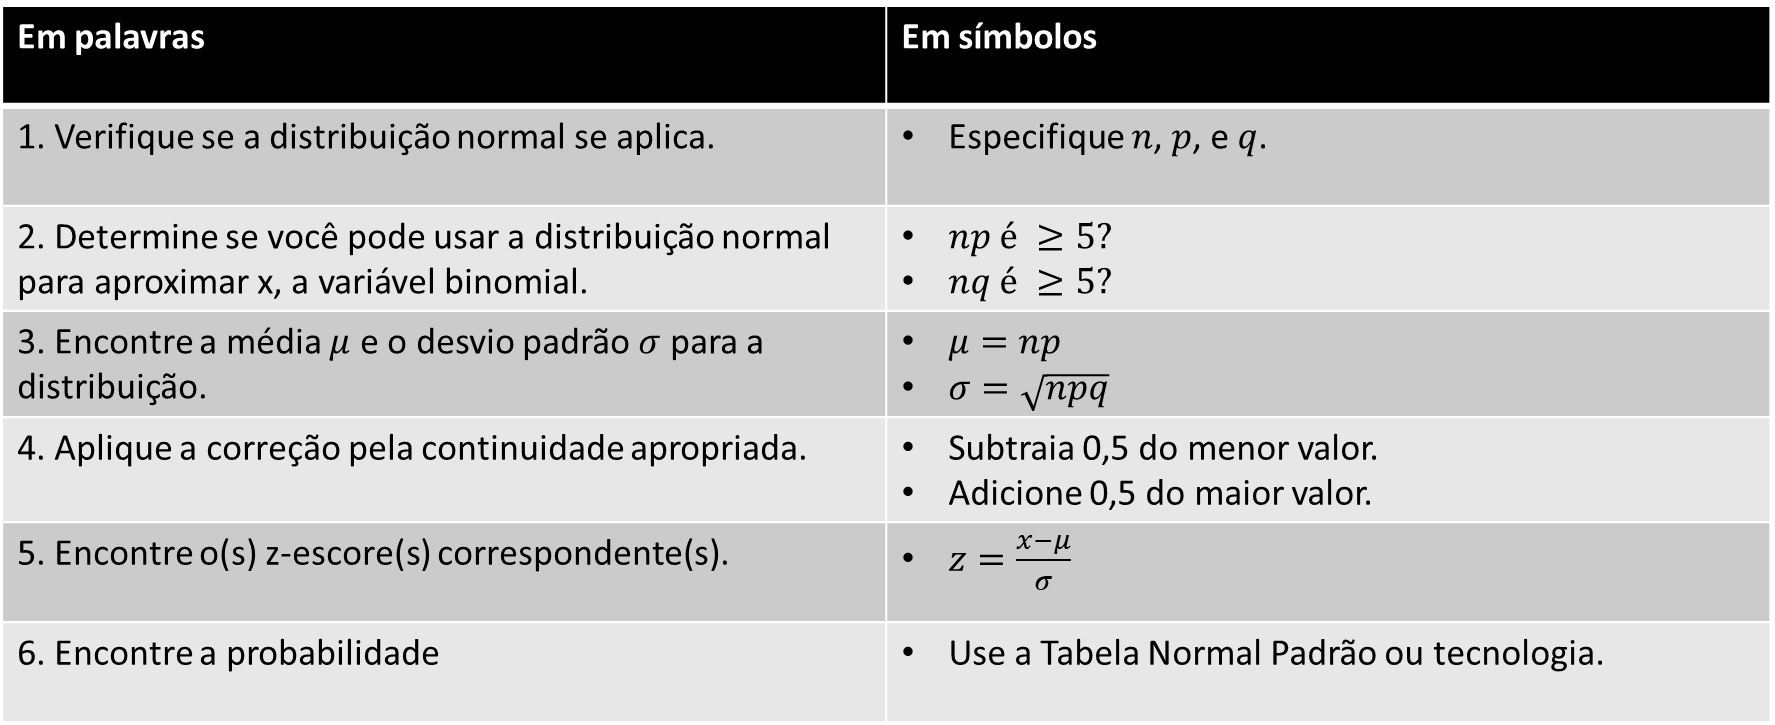 Em palavras
Em símbolos
1. Verifique se a distribuição normal se aplica.
• Especifique n, p, e q.
2. Determine se você pode usar a distribuição normal
para aproximar x, a variável binomial.
• np é ≥ 5?
• nq é ≥ 5?
3. Encontre a média μ e o desvio padrão σ para a
distribuição.
• μ = np
• σ = √npq
4. Aplique a correção pela continuidade apropriada.
• Subtraia 0,5 do menor valor.
• Adicione 0,5 do maior valor.
5. Encontre o(s) z-escore(s) correspondente(s).
• z = x−μ/σ
6. Encontre a probabilidade
• Use a Tabela Normal Padrão ou tecnologia.